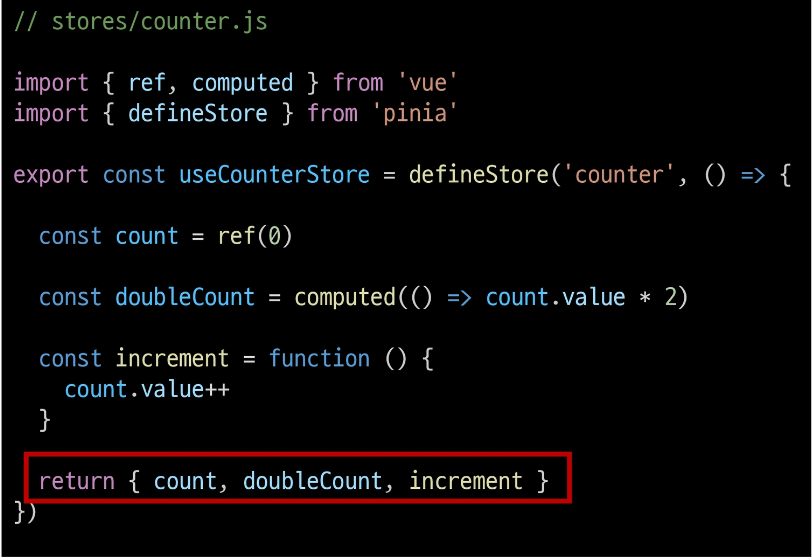 // stores/counter.js
import { ref, computed } from 'vue'
import { defineStore } from 'pinia'
export const useCounterStore = defineStore('counter', () => {
const count = ref(0)
const doubleCount = computed(() => count.value * 2)
const increment = function () {
count.value++
}
return { count, doubleCount, increment }
})